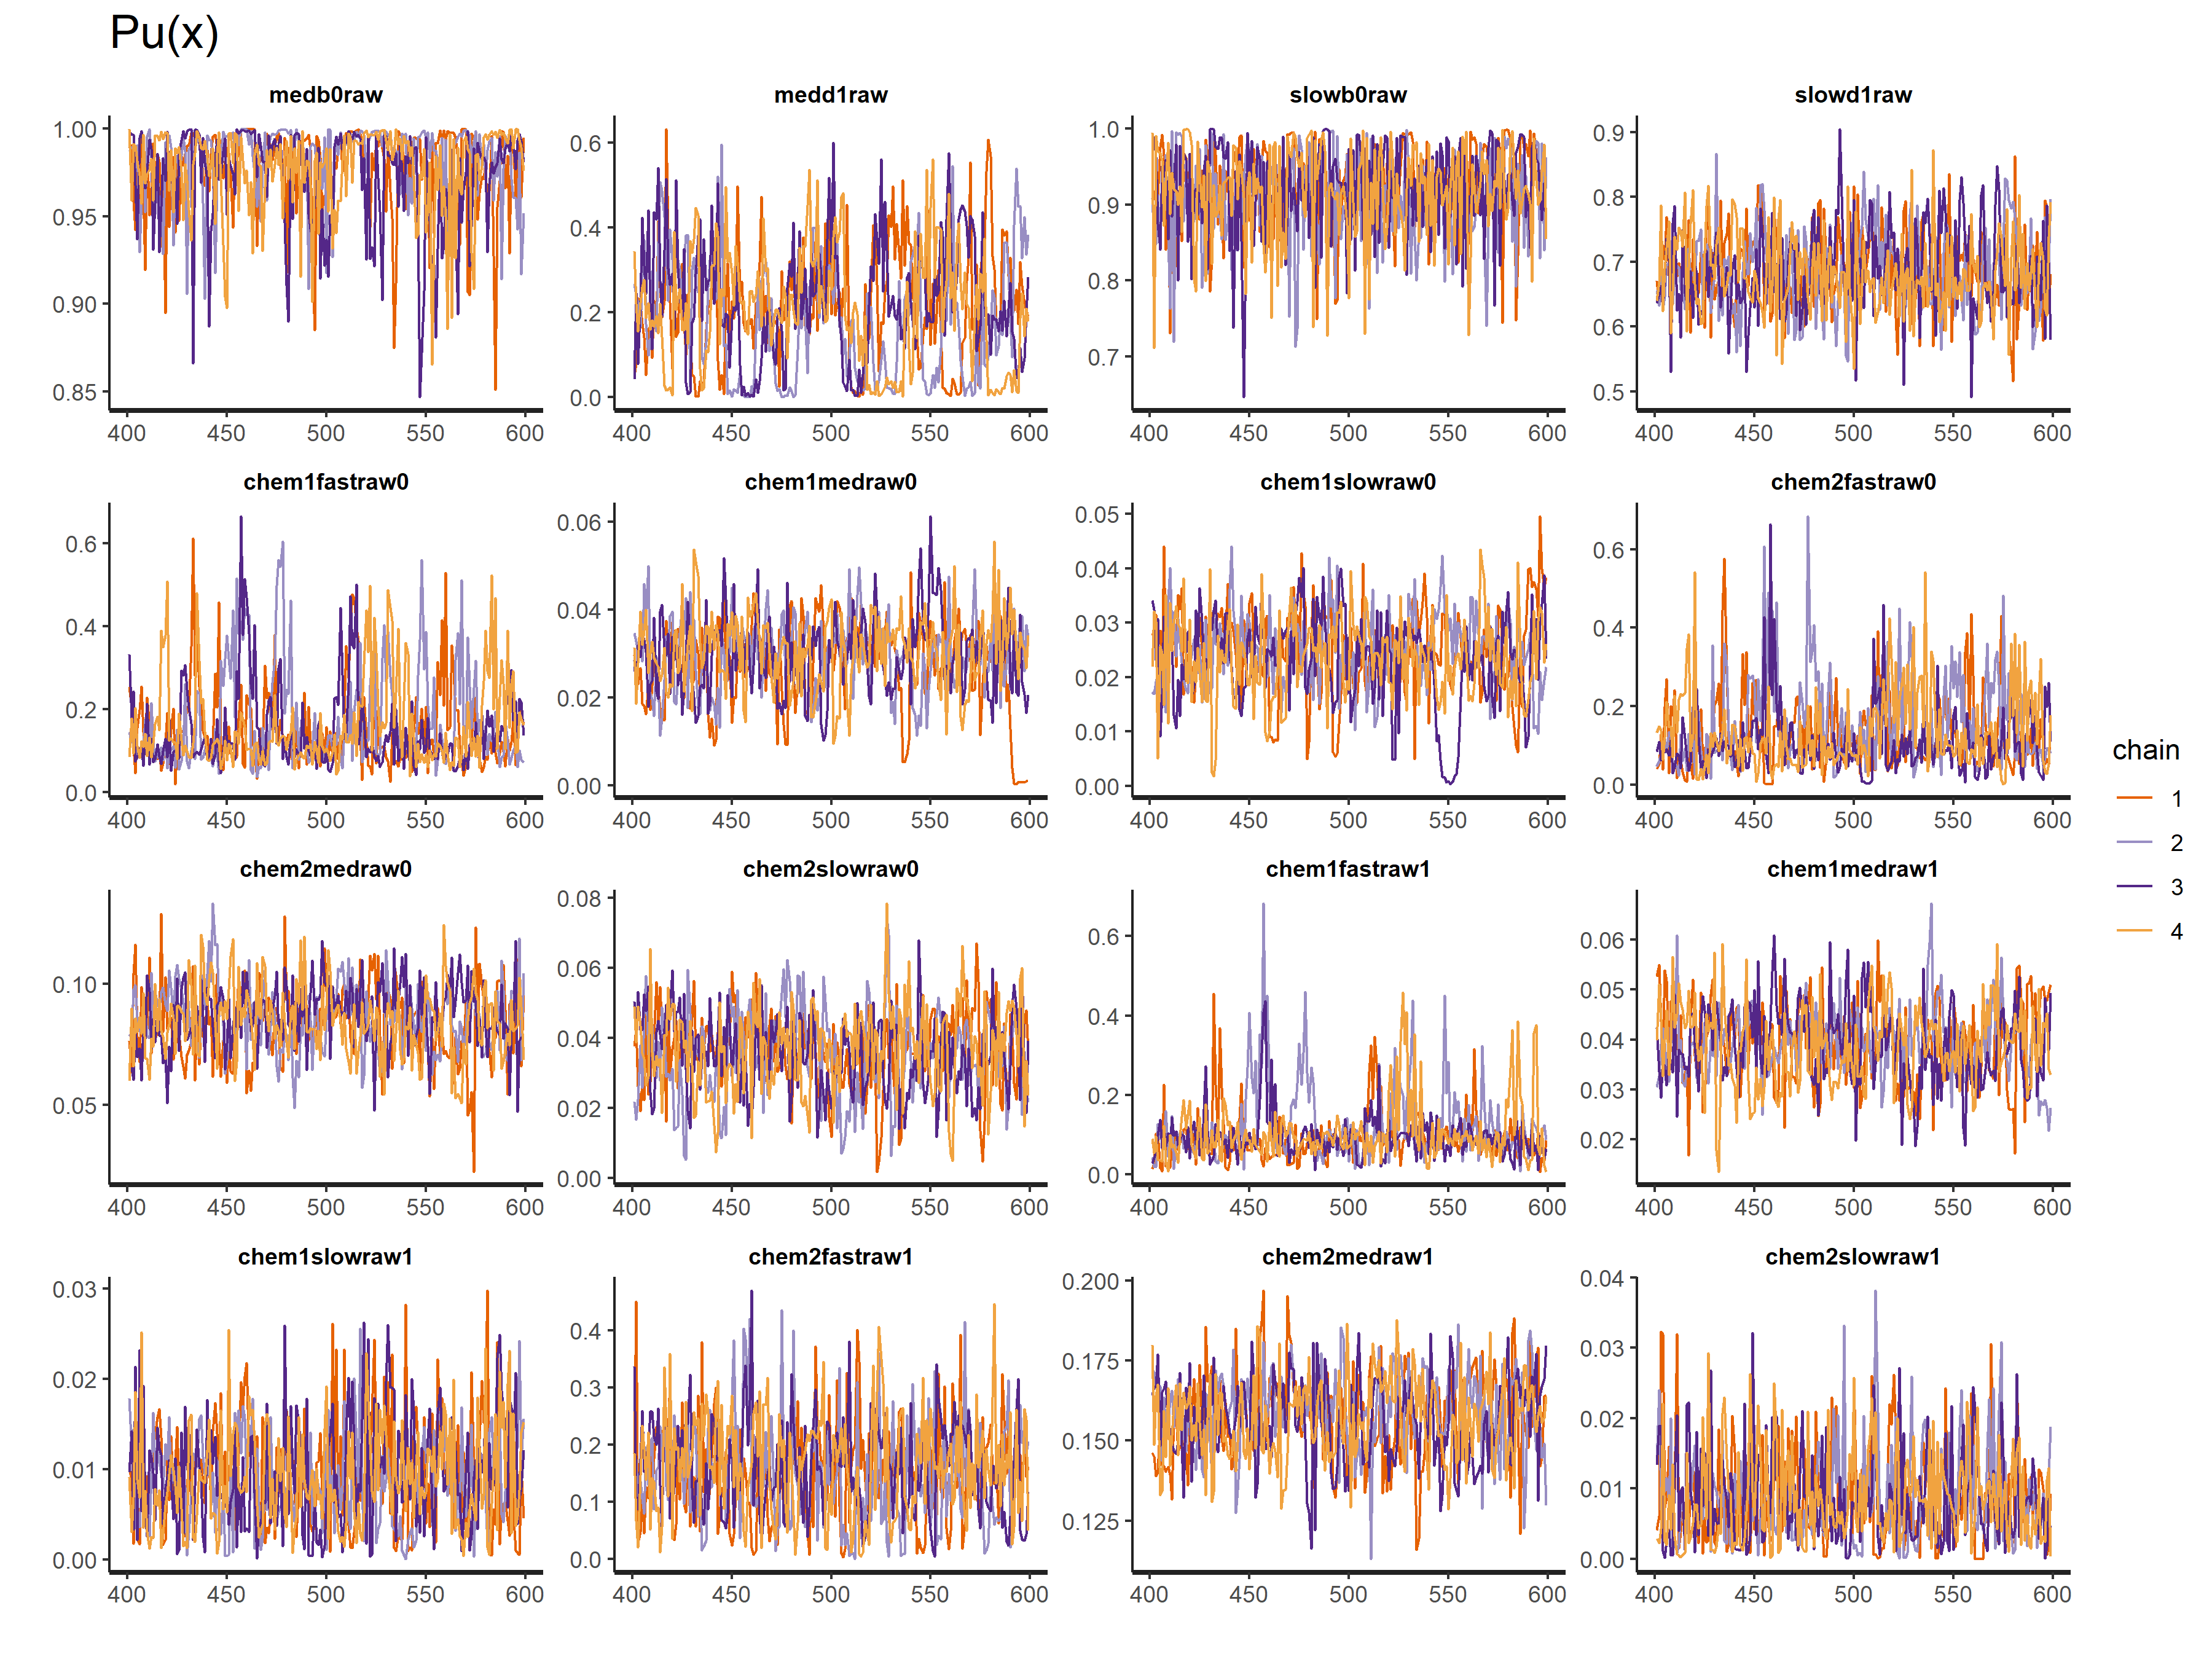 Pu(x)
medb0raw medd1raw slowb0raw slowd1raw
1.00 0.6 1.0 0.9
0.95 0.4 0.9 0.8
0.90 0.2 0.8 0.7
0.85 0.0 0.7 0.6
0.5
400 450 500 550 600 400 450 500 550 600 400 450 500 550 600 400 450 500 550 600
chem1fastraw0 chem1medraw0 chem1slowraw0 chem2fastraw0
0.6 0.06 0.05 0.6
0.4 0.04 0.04 0.4
0.2 0.02 0.03 0.2
0.0 0.00 0.02 0.0
0.01
0.00
400 450 500 550 600 400 450 500 550 600 400 450 500 550 600 400 450 500 550 600
chain
1
2
3
4
chem2medraw0 chem2slowraw0 chem1fastraw1 chem1medraw1
0.10 0.08 0.6 0.06
0.05 0.06 0.4 0.05
0.04 0.2 0.04
0.02 0.0 0.03
0.00 0.02
400 450 500 550 600 400 450 500 550 600 400 450 500 550 600 400 450 500 550 600
chem1slowraw1 chem2fastraw1 chem2medraw1 chem2slowraw1
0.03 0.4 0.200 0.04
0.02 0.3 0.175 0.03
0.01 0.2 0.150 0.02
0.00 0.1 0.125 0.01
0.0 0.00
400 450 500 550 600 400 450 500 550 600 400 450 500 550 600 400 450 500 550 600